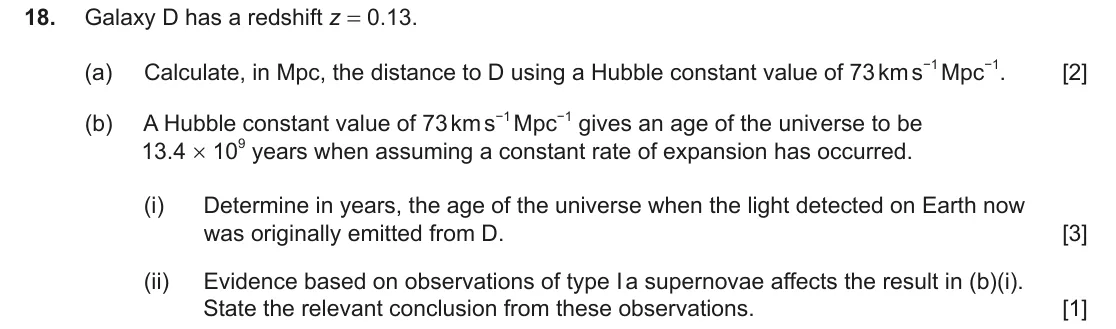 18. Galaxy D has a redshift z = 0.13.
(a) Calculate, in Mpc, the distance to D using a Hubble constant value of 73 km s⁻¹ Mpc⁻¹. [2]
(b) A Hubble constant value of 73 km s⁻¹ Mpc⁻¹ gives an age of the universe to be
13.4 × 10⁹ years when assuming a constant rate of expansion has occurred.
(i) Determine in years, the age of the universe when the light detected on Earth now
was originally emitted from D. [3]
(ii) Evidence based on observations of type Ia supernovae affects the result in (b)(i).
State the relevant conclusion from these observations. [1]